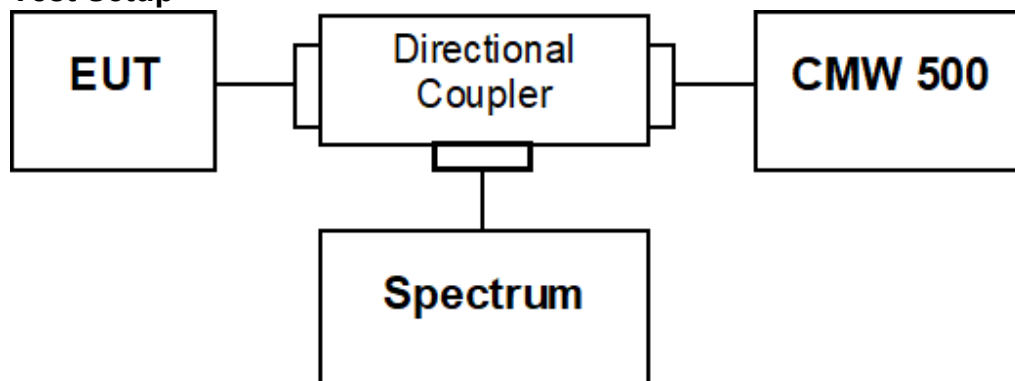 Test Setup
EUT
Directional
Coupler
CMW 500
Spectrum